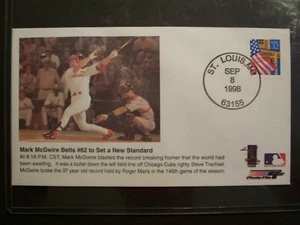 ST. LOUIS, MO
SEP
8
1998
63155
32
Mark McGwire Belts #62 to Set a New Standard
At 8:18 P.M. CST, Mark McGwire blasted the record breaking homer that the world had
been awaiting. It was a bullet down the left field line off Chicago Cubs righty Steve Trachsel.
McGwire broke the 37 year old record held by Roger Maris in the 145th game of the season.